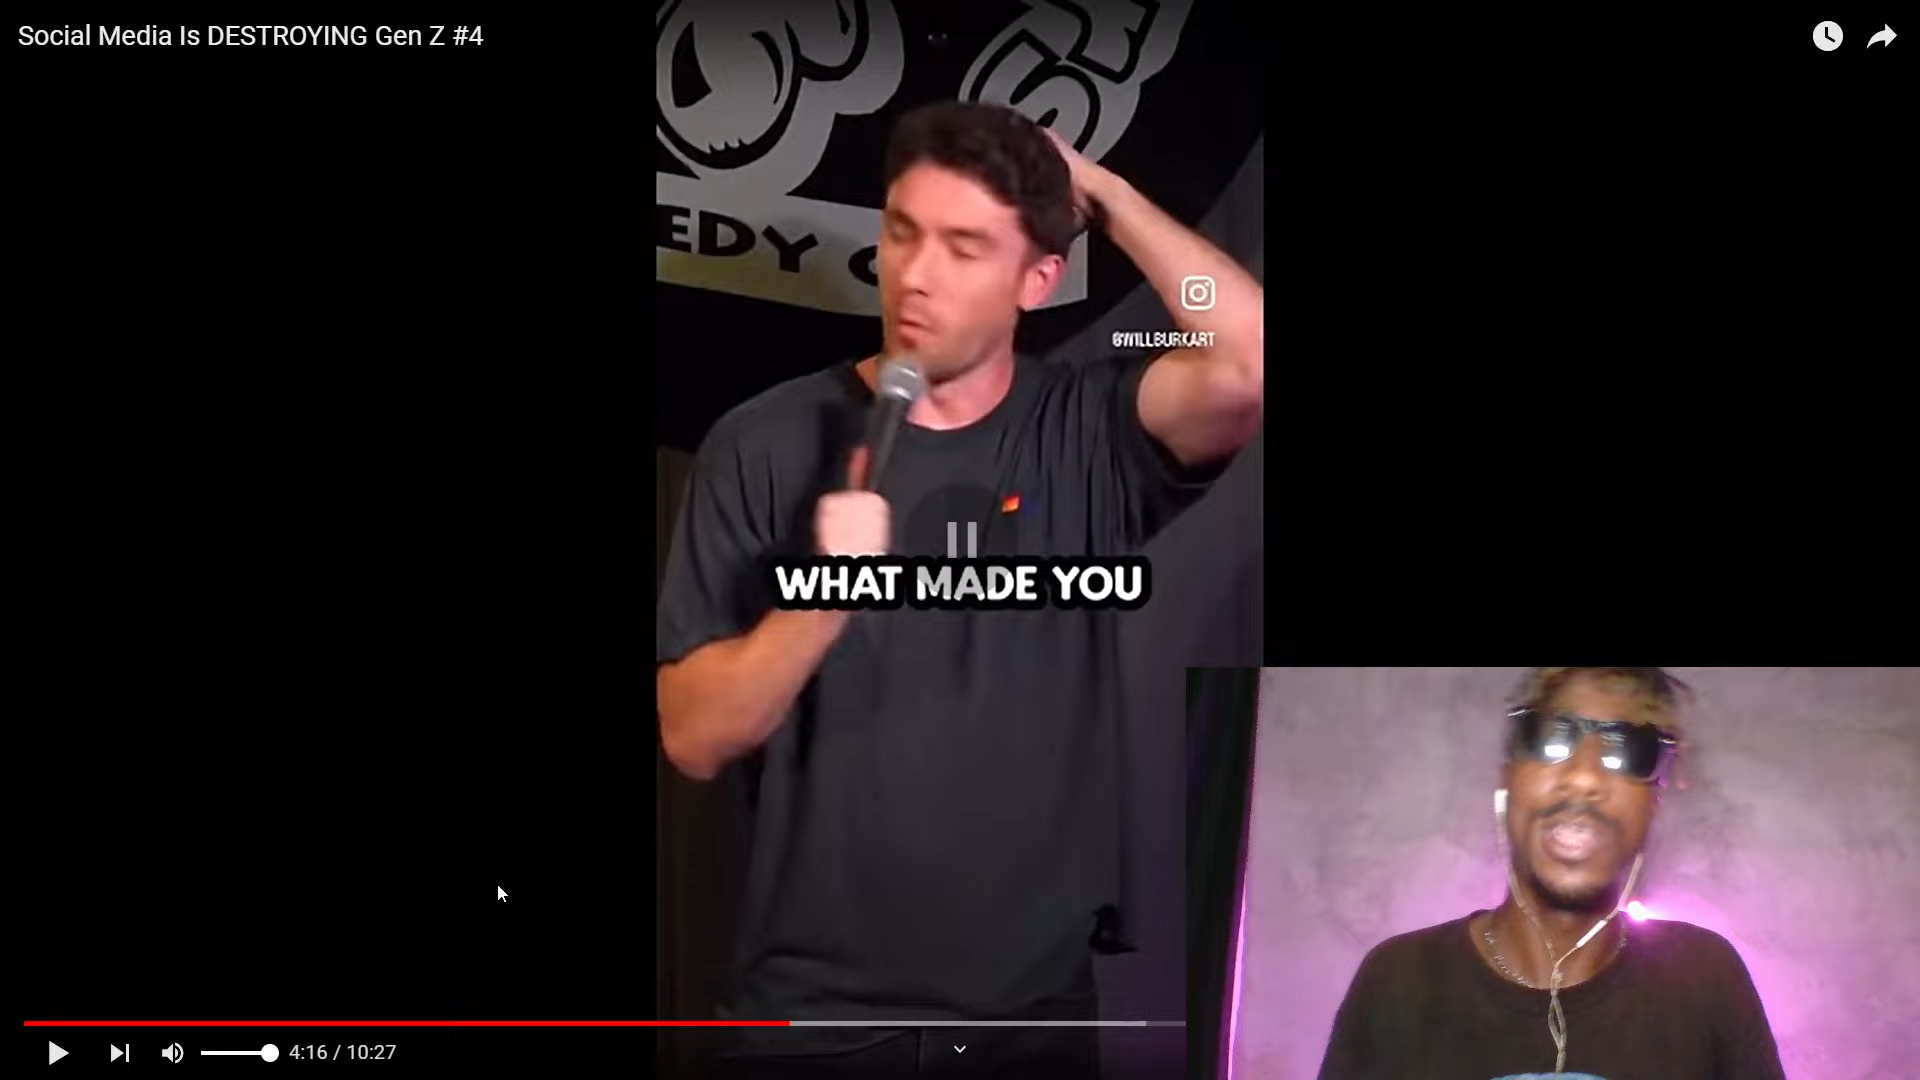 Social Media Is DESTROYING Gen Z #4
EDY
@WILLBURKART
WHAT MADE YOU
4:16 / 10:27